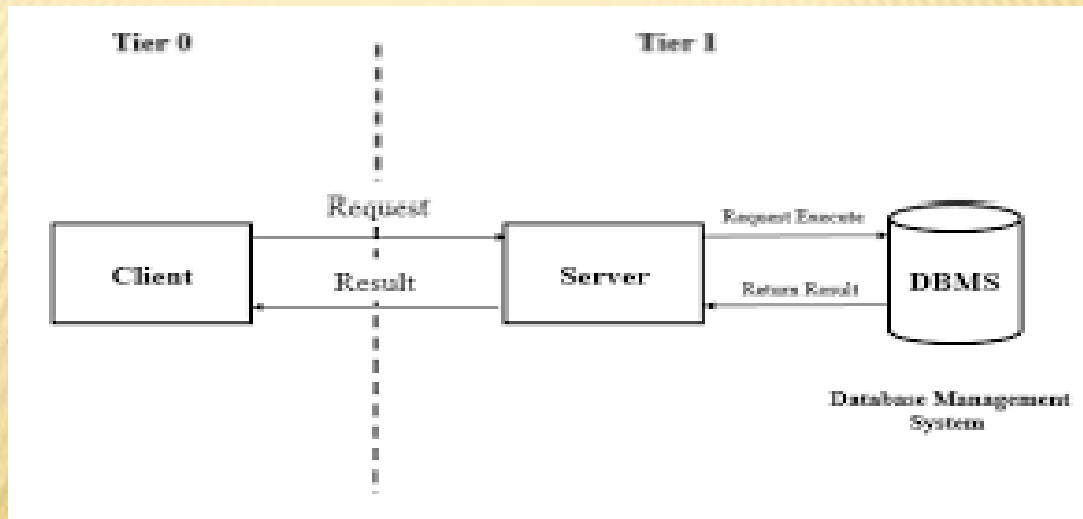 Tier 0
Tier 1
Request
Request Execute
Client
Server
DBMS
Result
Return Result
Database Management
System